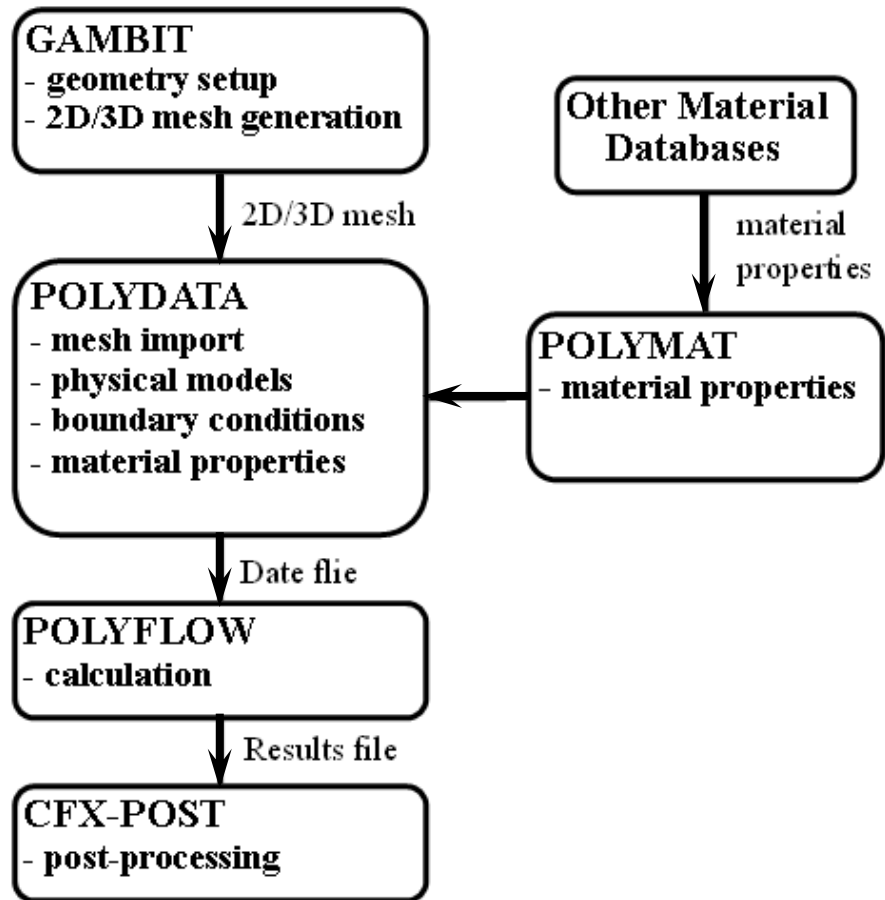 GAMBIT
- geometry setup
- 2D/3D mesh generation
Other Material
Databases
2D/3D mesh
material
properties
POLYDATA
- mesh import
- physical models
- boundary conditions
- material properties
POLYMAT
- material properties
Date flie
POLYFLOW
- calculation
Results file
CFX-POST
- post-processing